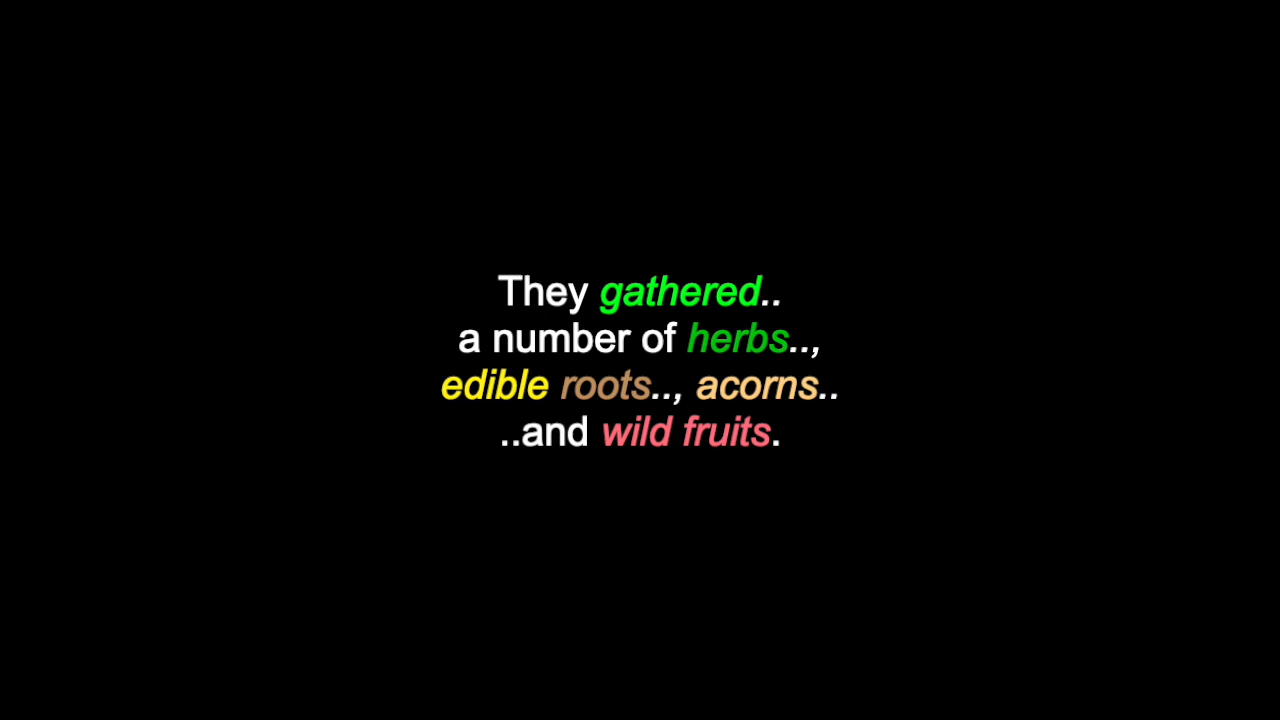 They gathered..
a number of herbs..,
edible roots.., acorns..
..and wild fruits.